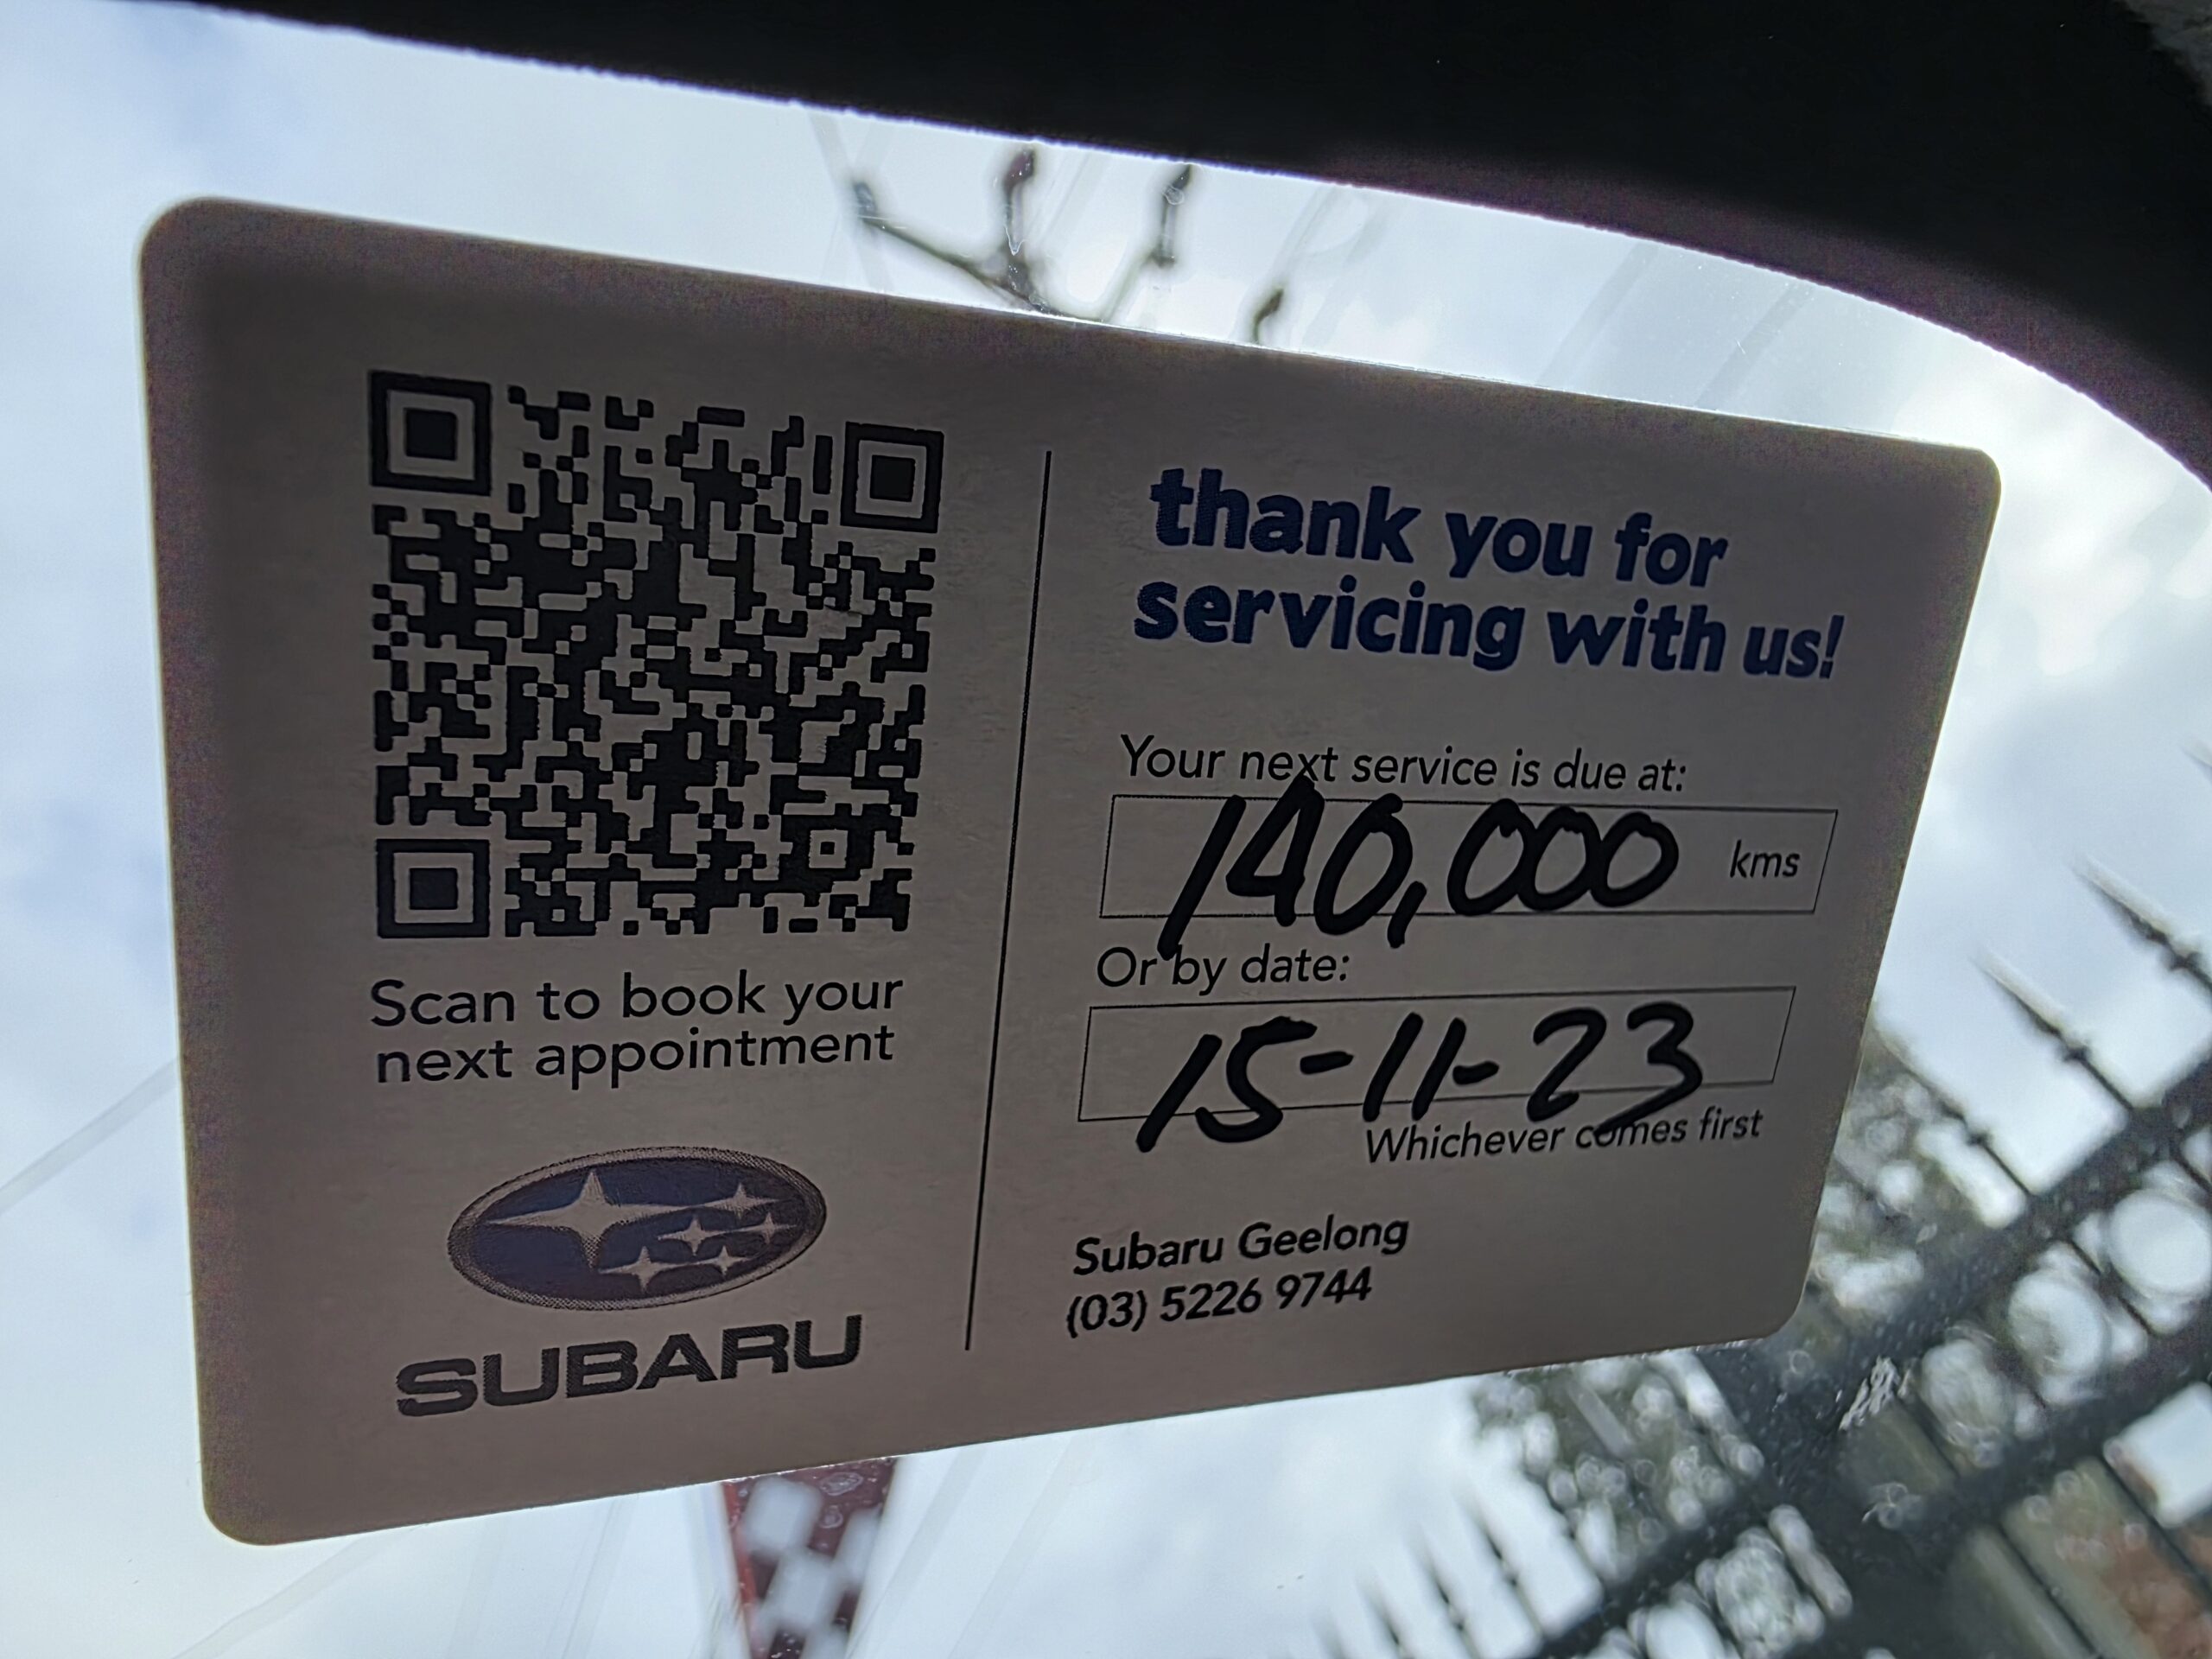 Scan to book your
next appointment
SUBARU
thank you for
servicing with us!
Your next service is due at:
140,000 kms
Or by date:
15-11-23
Whichever comes first
Subaru Geelong
(03) 5226 9744